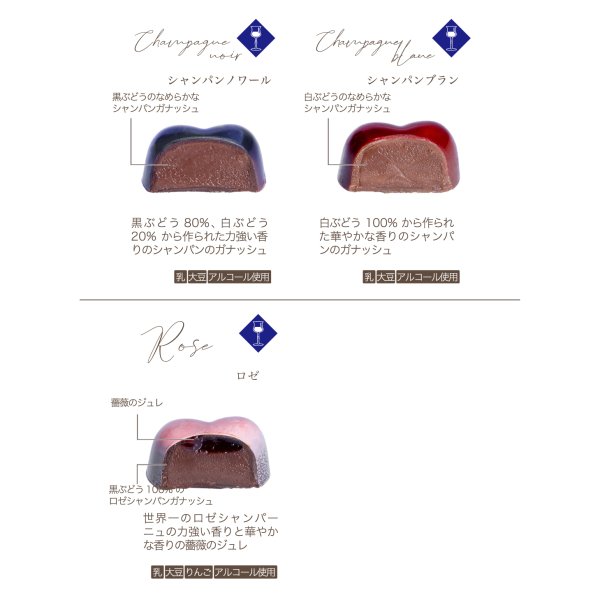 Champagne
noir
シャンパンノワール
黒ぶどうのなめらかな
シャンパンガナッシュ
黒ぶどう 80%、白ぶどう
20% から作られた力強い香
りのシャンパンのガナッシュ
乳 大豆 アルコール使用
Champagne
blanc
シャンパンブラン
白ぶどうのなめらかな
シャンパンガナッシュ
白ぶどう 100% から作られ
た華やかな香りのシャンパ
ンのガナッシュ
乳 大豆 アルコール使用
Rose
ロゼ
薔薇のジュレ
黒ぶどう 100% の
ロゼシャンパンガナッシュ
世界一のロゼシャンパー
ニュの力強い香りと華やか
な香りの薔薇のジュレ
乳 大豆 りんご アルコール使用